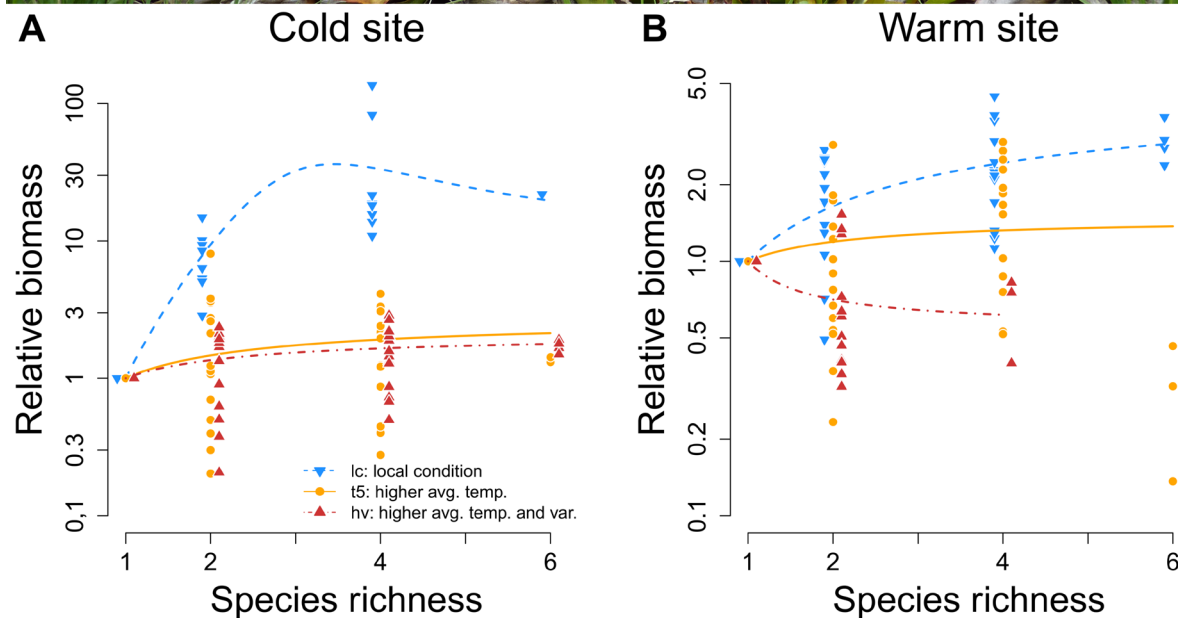 A Cold site
Relative biomass
100
30
10
3
1
0.3
0,1
lc: local condition
t5: higher avg. temp.
hv: higher avg. temp. and var.
1 2 4 6
Species richness
B Warm site
Relative biomass
5.0
2.0
1.0
0.5
0.2
0.1
1 2 4 6
Species richness